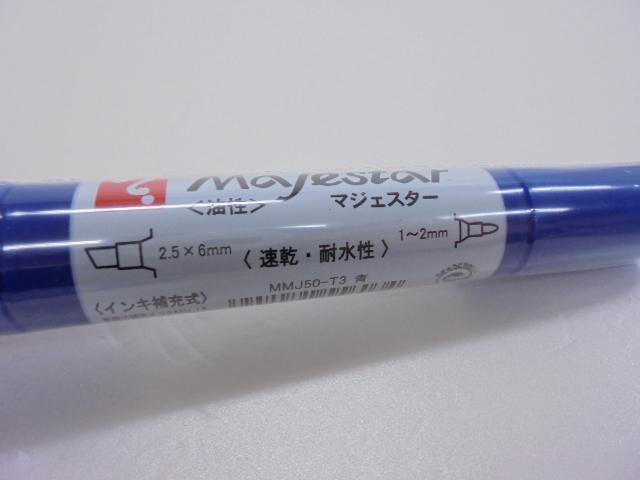 Majestar
〈油性〉
マジェスター
2.5×6mm
〈速乾・耐水性〉
1〜2mm
〈インキ補充式〉
MMJ50-T3 青